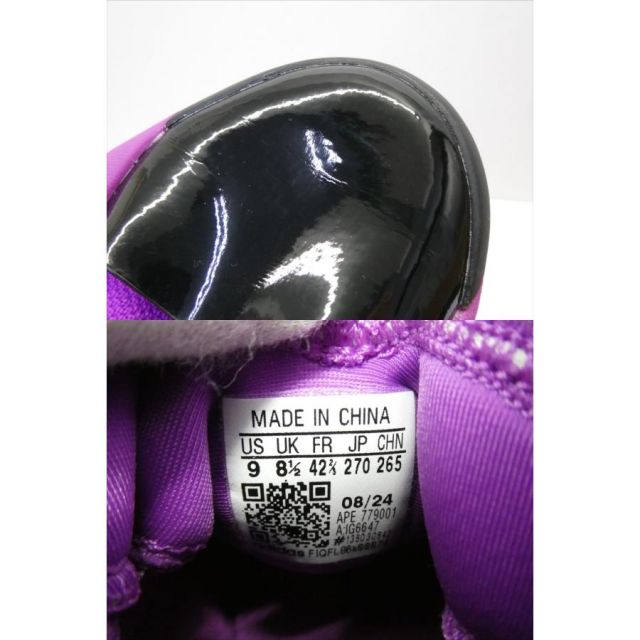 MADE IN CHINA
US UK FR JP CHN
9 8½ 42⅔ 270 265
08/24
APE 779001
A:IG6647
adidas